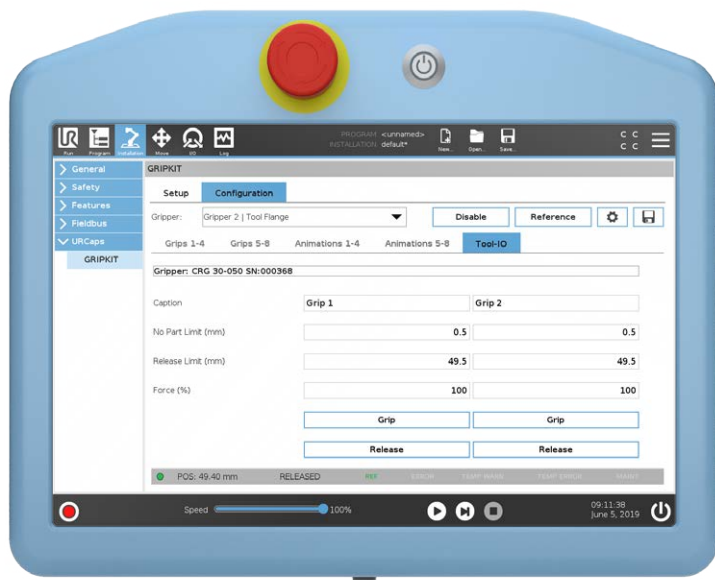 PROGRAM <unnamed>
INSTALLATION default*
C C
C C
Run Program Installation Move I/O Log New... Open... Save...
General
Safety
Features
Fieldbus
URCaps
GRIPKIT
GRIPKIT
Setup Configuration
Gripper: Gripper 2 | Tool Flange Disable Reference
Grips 1-4 Grips 5-8 Animations 1-4 Animations 5-8 Tool-IO
Gripper: CRG 30-050 SN:000368
Caption Grip 1 Grip 2
No Part Limit (mm) 0.5 0.5
Release Limit (mm) 49.5 49.5
Force (%) 100 100
Grip Grip
Release Release
POS: 49.40 mm RELEASED REF ERROR TEMP WARN TEMP ERROR MAINT
Speed 100% 09:11:38
June 5, 2019